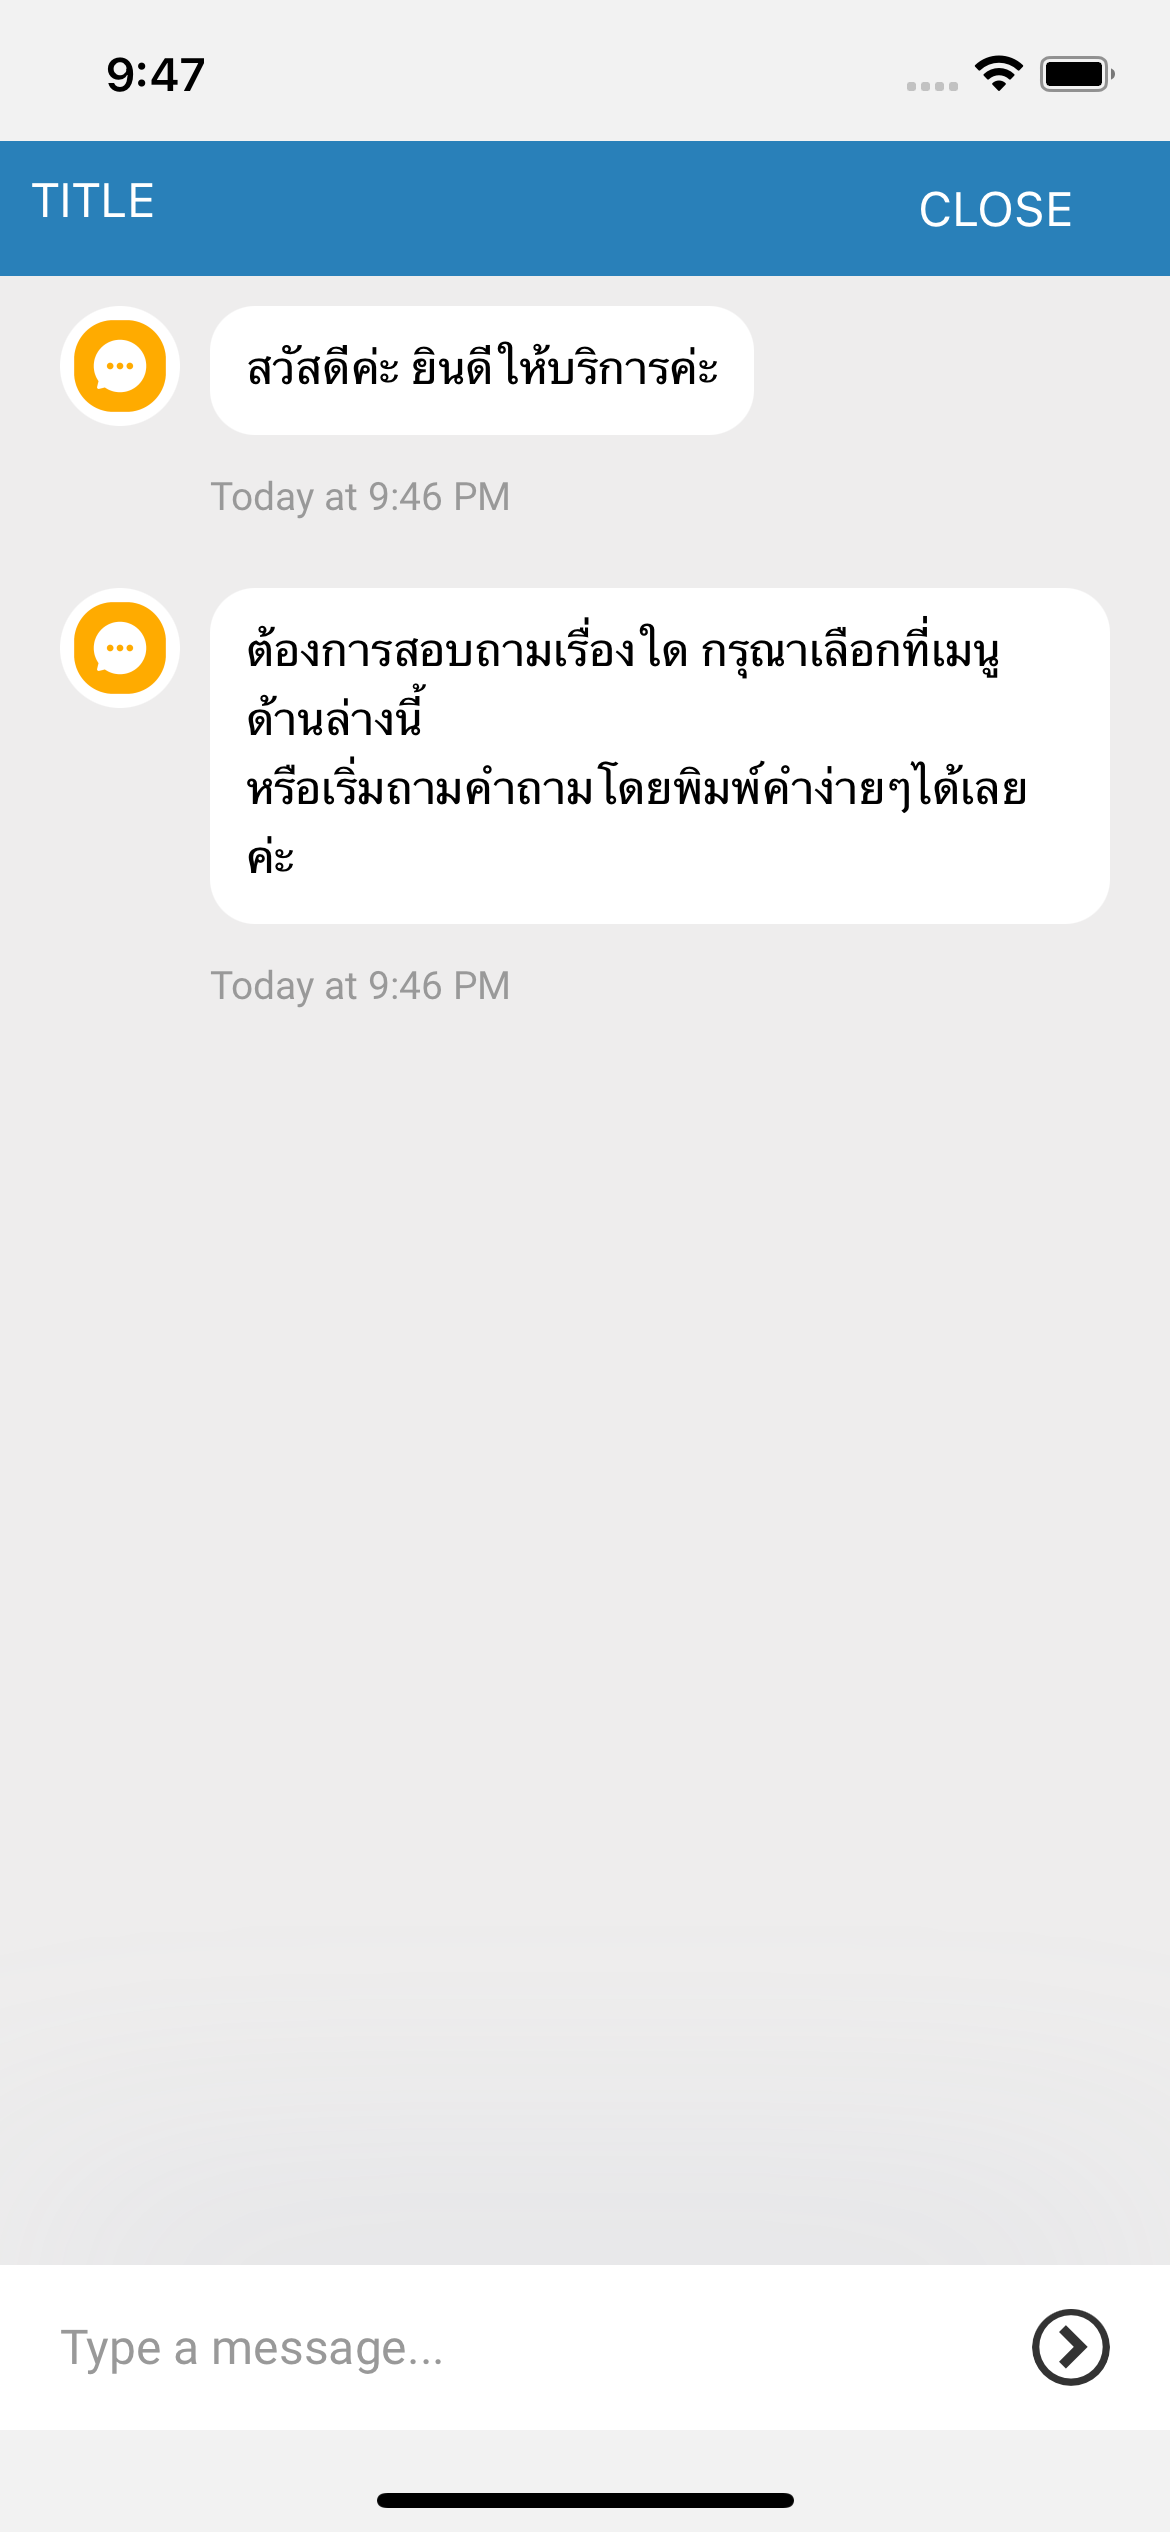 9:47
TITLE
CLOSE
สวัสดีค่ะ ยินดีให้บริการค่ะ
Today at 9:46 PM
ต้องการสอบถามเรื่องใด กรุณาเลือกที่เมนู
ด้านล่างนี้
หรือเริ่มถามคำถามโดยพิมพ์คำง่ายๆได้เลย
ค่ะ
Today at 9:46 PM
Type a message...